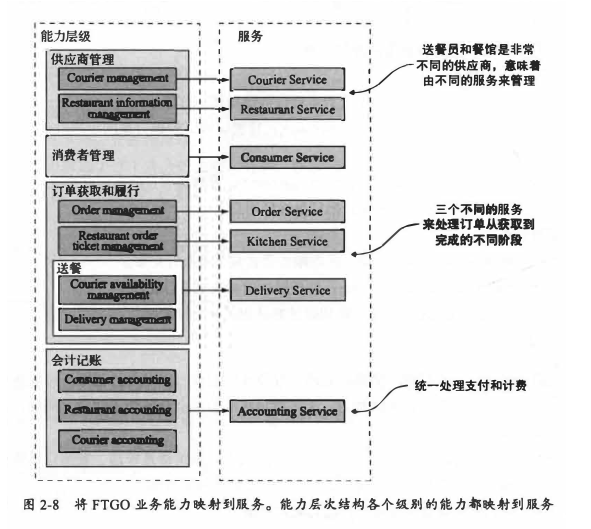 能力层级
服务
供应商管理
Courier management
Courier Service
Restaurant information
management
Restaurant Service
送餐员和餐馆是非常
不同的供应商，意味着
由不同的服务来管理
消费者管理
Consumer Service
订单获取和履行
Order management
Order Service
Restaurant order
ticket management
Kitchen Service
三个不同的服务
来处理订单从获取到
完成的不同阶段
送餐
Courier availability
management
Delivery Service
Delivery management
会计记账
Consumer accounting
Restaurant accounting
Accounting Service
Courier accounting
统一处理支付和计费
图 2-8 将 FTGO 业务能力映射到服务。能力层次结构各个级别的能力都映射到服务